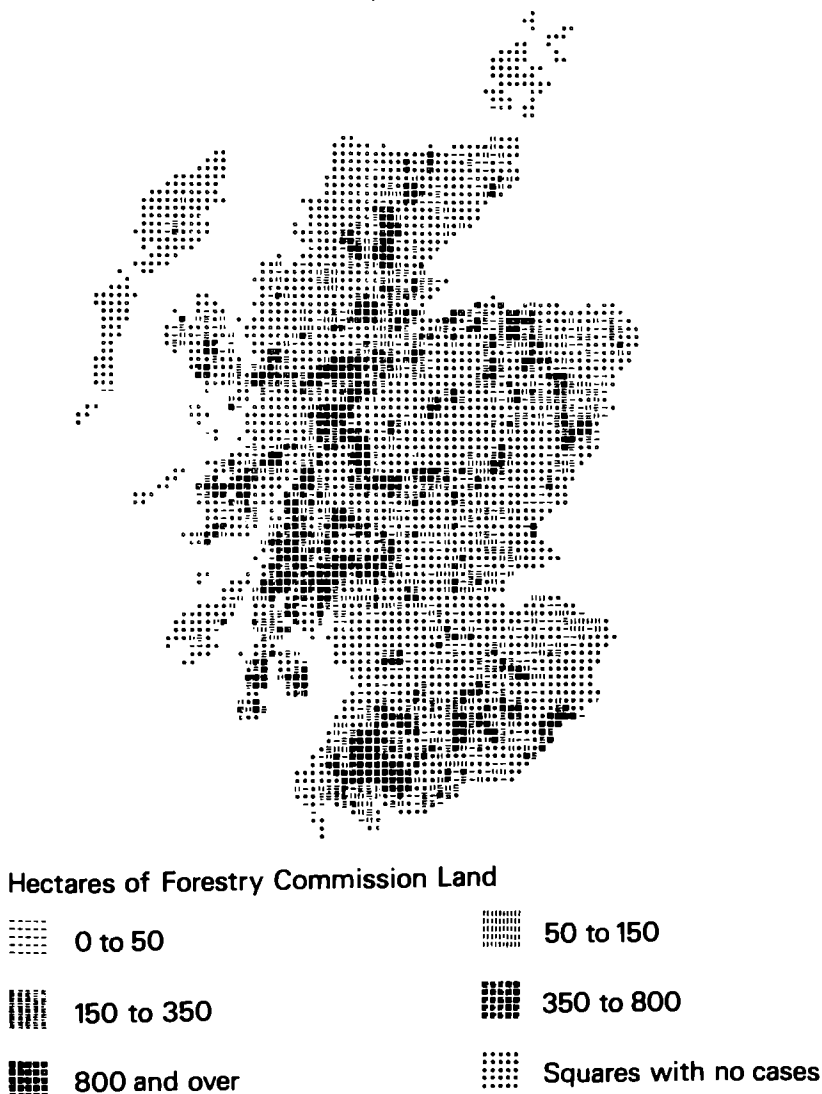 Hectares of Forestry Commission Land
0 to 50
50 to 150
150 to 350
350 to 800
800 and over
Squares with no cases